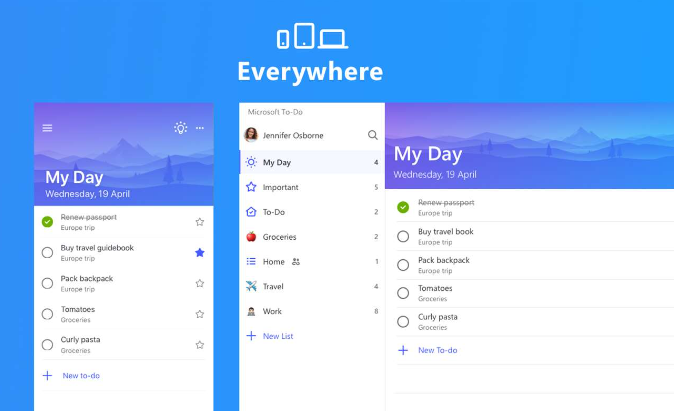 Everywhere
My Day
Wednesday, 19 April
Renew passport
Europe trip
Buy travel guidebook
Europe trip
Pack backpack
Europe trip
Tomatoes
Groceries
Curly pasta
Groceries
New to-do
Microsoft To-Do
Jennifer Osborne
My Day 4
Important 5
To-Do 2
Groceries 2
Home 1
Travel 4
Work 8
New List
My Day
Wednesday, 19 April
Renew passport
Europe trip
Buy travel book
Europe trip
Pack backpack
Europe trip
Tomatoes
Groceries
Curly pasta
Groceries
New To-do